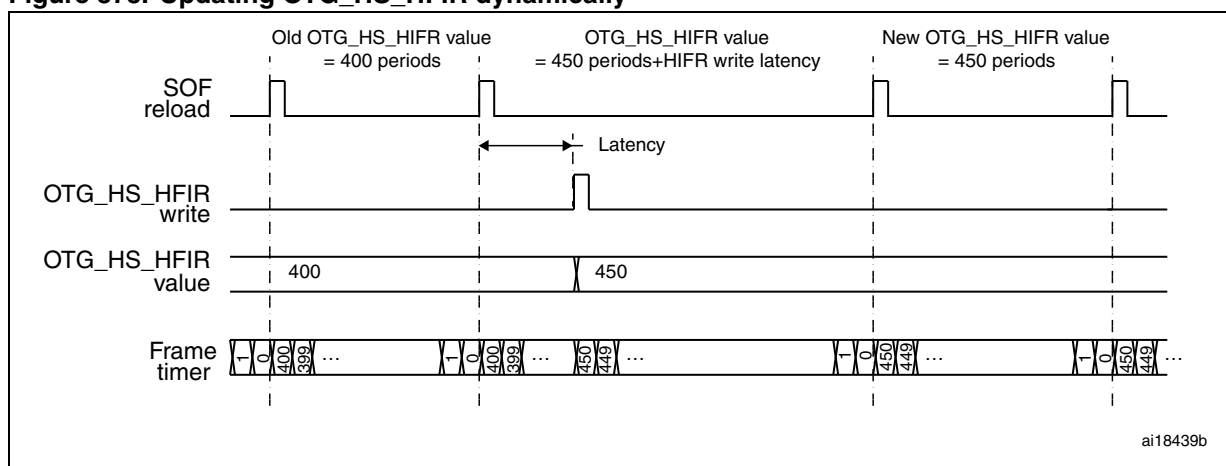 Figure 375. Updating OTG_HS_HFIR dynamically
Old OTG_HS_HIFR value
= 400 periods
OTG_HS_HIFR value
= 450 periods+HIFR write latency
New OTG_HS_HIFR value
= 450 periods
SOF
reload
Latency
OTG_HS_HFIR
write
OTG_HS_HFIR
value
400
450
Frame
timer
1 0 400 399 ... 1 0 400 399 ... 450 449 ... 1 0 450 449 ... 1 0 450 449 ...
ai18439b